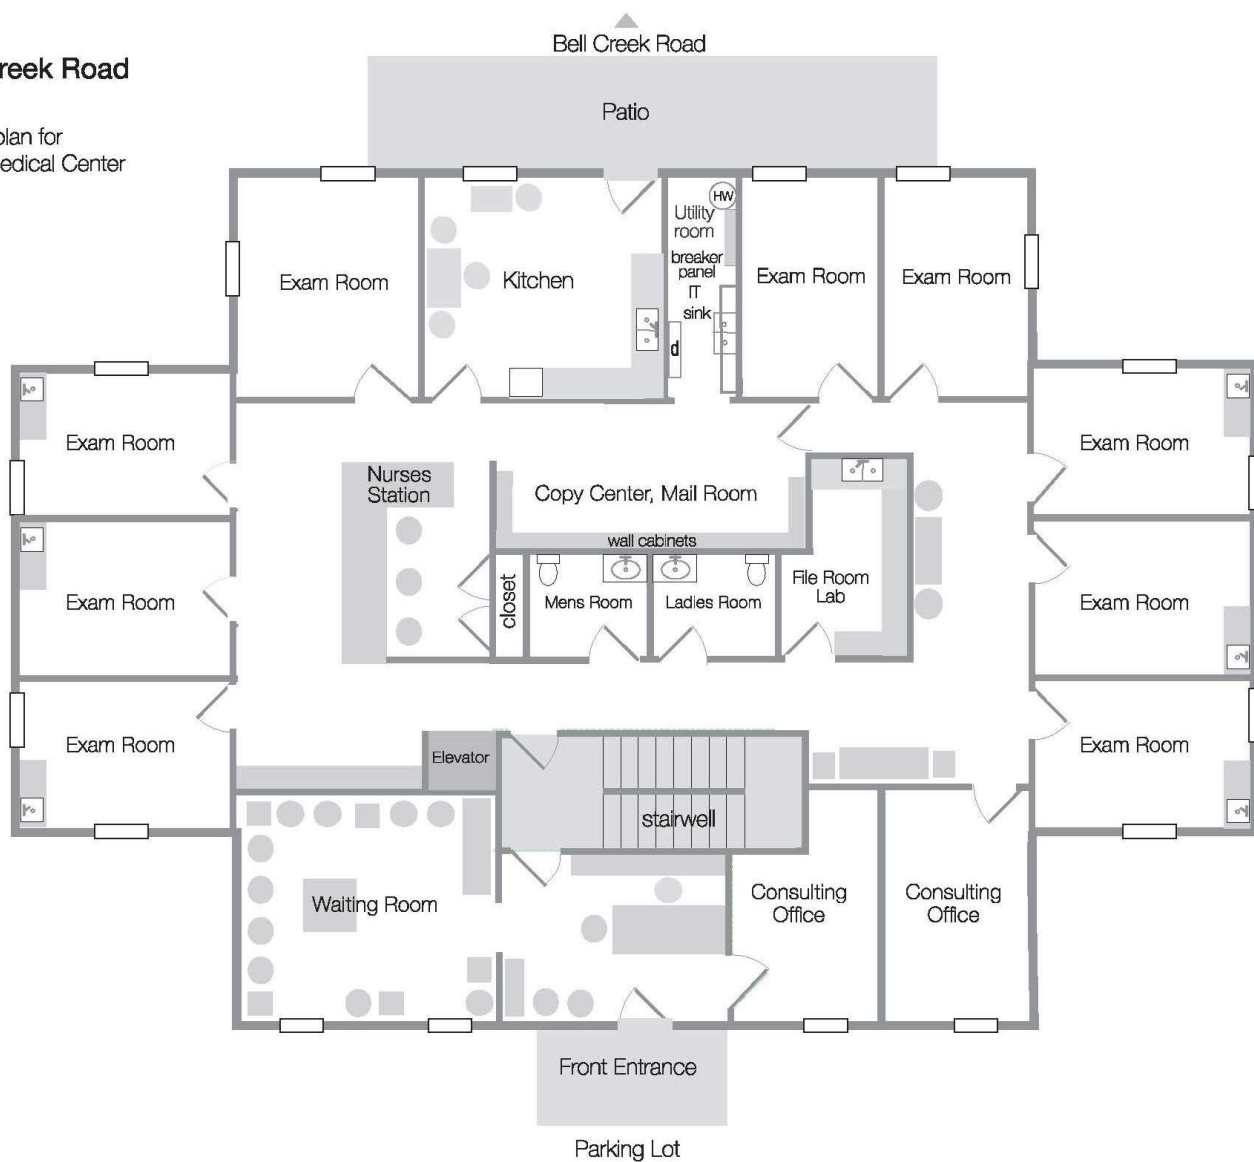 Bell Creek Road
reek Road
Patio
plan for
edical Center
HW
Utility
room
breaker
panel
IT
sink
d
Exam Room
Kitchen
Exam Room
Exam Room
Exam Room
Exam Room
Nurses
Station
Copy Center, Mail Room
wall cabinets
closet
Mens Room
Ladies Room
File Room
Lab
Exam Room
Exam Room
Exam Room
Exam Room
Elevator
stairwell
Waiting Room
Consulting
Office
Consulting
Office
Front Entrance
Parking Lot